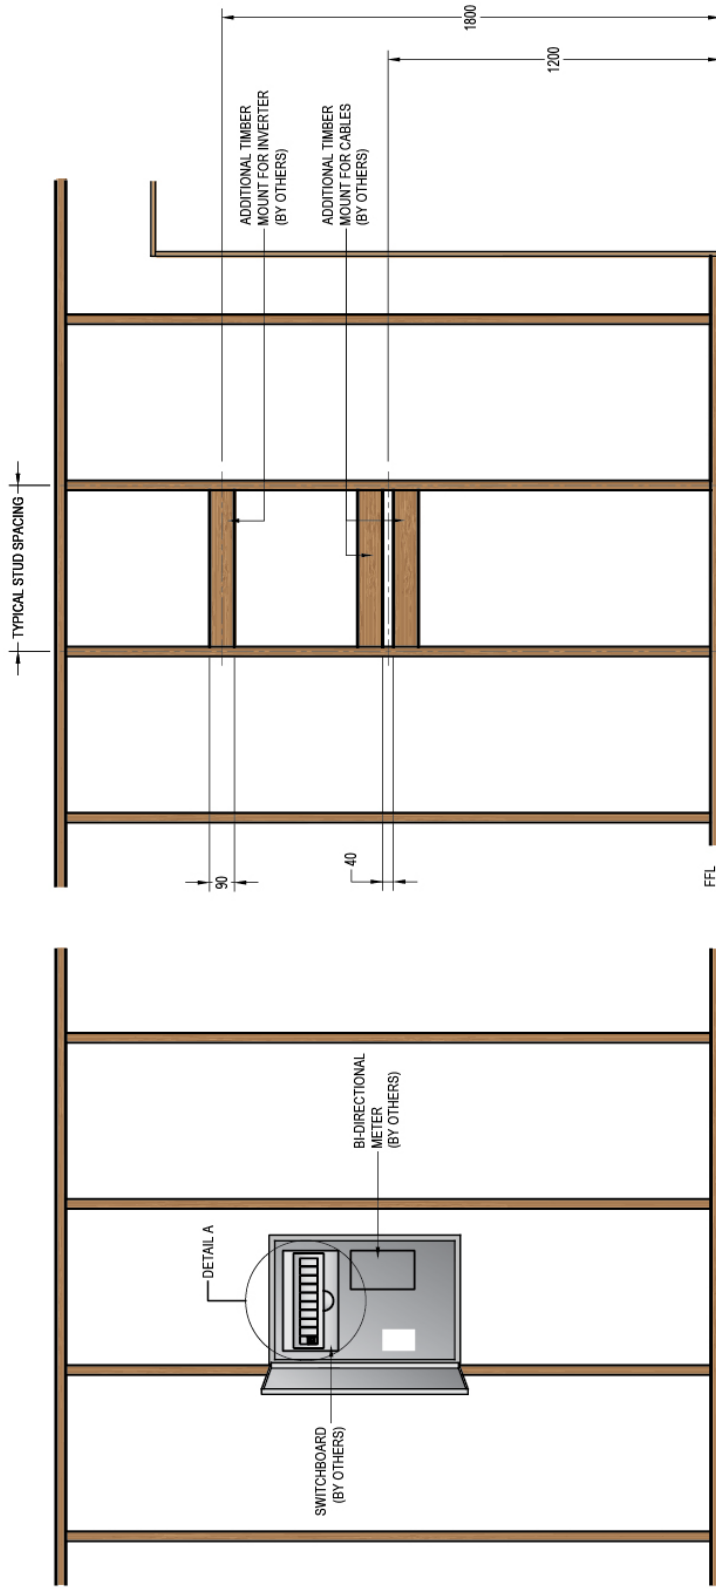 DETAIL A
SWITCHBOARD
(BY OTHERS)
BI-DIRECTIONAL
METER
(BY OTHERS)
TYPICAL STUD SPACING
90
40
FFL
ADDITIONAL TIMBER
MOUNT FOR INVERTER
(BY OTHERS)
ADDITIONAL TIMBER
MOUNT FOR CABLES
(BY OTHERS)
1800
1200